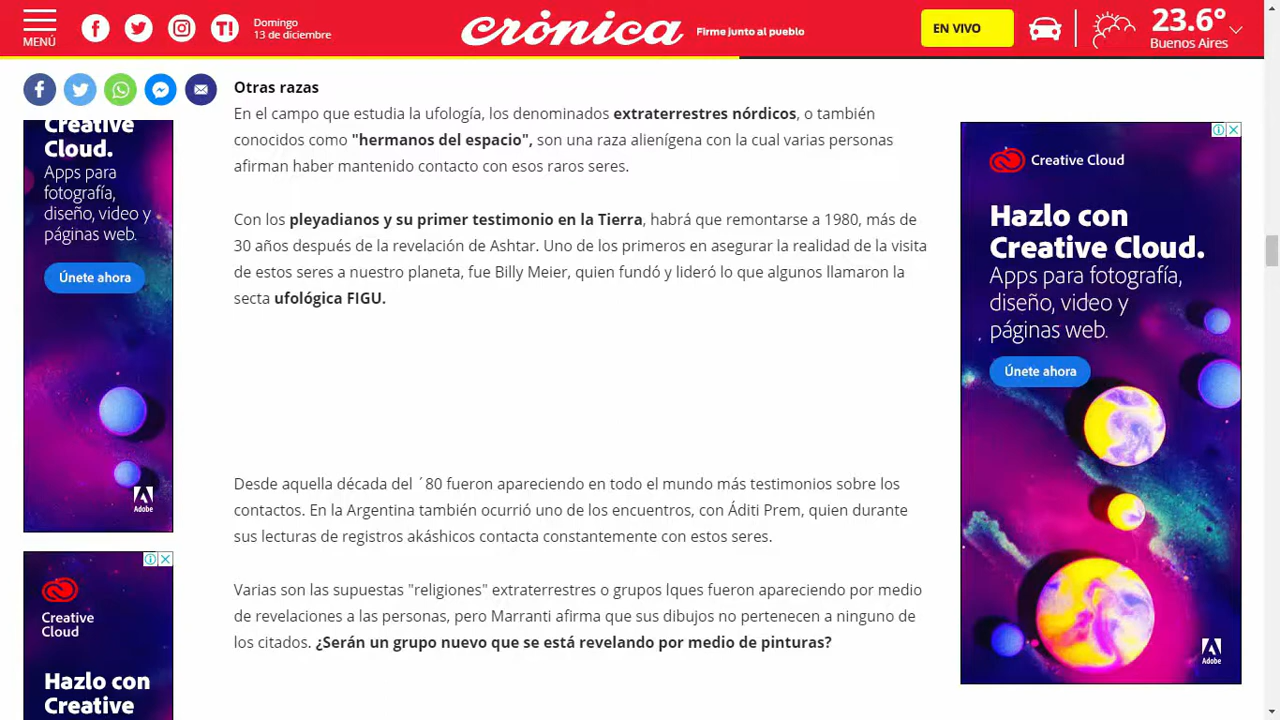 MENÚ
Domingo
13 de diciembre
crònica
Firme junto al pueblo
EN VIVO
23.6°
Buenos Aires
Creative
Cloud.
Apps para
fotografía,
diseño, video y
páginas web.
Únete ahora
Adobe
Creative
Cloud
Hazlo con
Creative
Otras razas
En el campo que estudia la ufología, los denominados extraterrestres nórdicos, o también
conocidos como "hermanos del espacio", son una raza alienígena con la cual varias personas
afirman haber mantenido contacto con esos raros seres.
Con los pleyadianos y su primer testimonio en la Tierra, habrá que remontarse a 1980, más de
30 años después de la revelación de Ashtar. Uno de los primeros en asegurar la realidad de la visita
de estos seres a nuestro planeta, fue Billy Meier, quien fundó y lideró lo que algunos llamaron la
secta ufológica FIGU.
Desde aquella década del ´80 fueron apareciendo en todo el mundo más testimonios sobre los
contactos. En la Argentina también ocurrió uno de los encuentros, con Áditi Prem, quien durante
sus lecturas de registros akáshicos contacta constantemente con estos seres.
Varias son las supuestas "religiones" extraterrestres o grupos lques fueron apareciendo por medio
de revelaciones a las personas, pero Marranti afirma que sus dibujos no pertenecen a ninguno de
los citados. ¿Serán un grupo nuevo que se está revelando por medio de pinturas?
Creative Cloud
Hazlo con
Creative Cloud.
Apps para fotografía,
diseño, video y
páginas web.
Únete ahora
Adobe